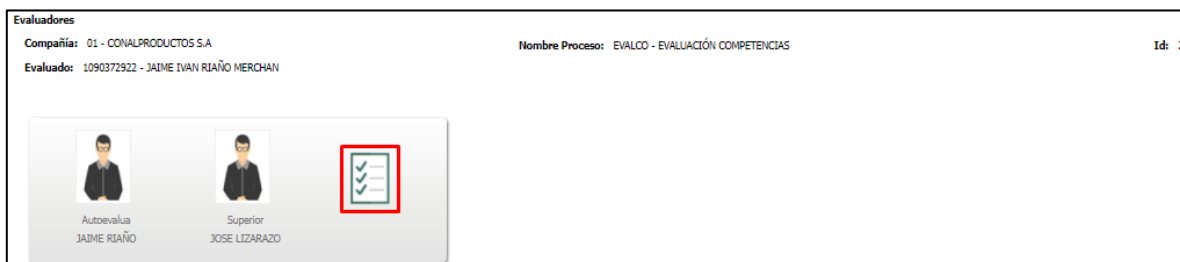 Evaluadores
Compañía: 01 - CONALPRODUCTOS S.A Nombre Proceso: EVALCO - EVALUACIÓN COMPETENCIAS Id:
Evaluado: 1090372922 - JAIME IVAN RIAÑO MERCHAN
Autoevalua Superior
JAIME RIAÑO JOSE LIZARAZO